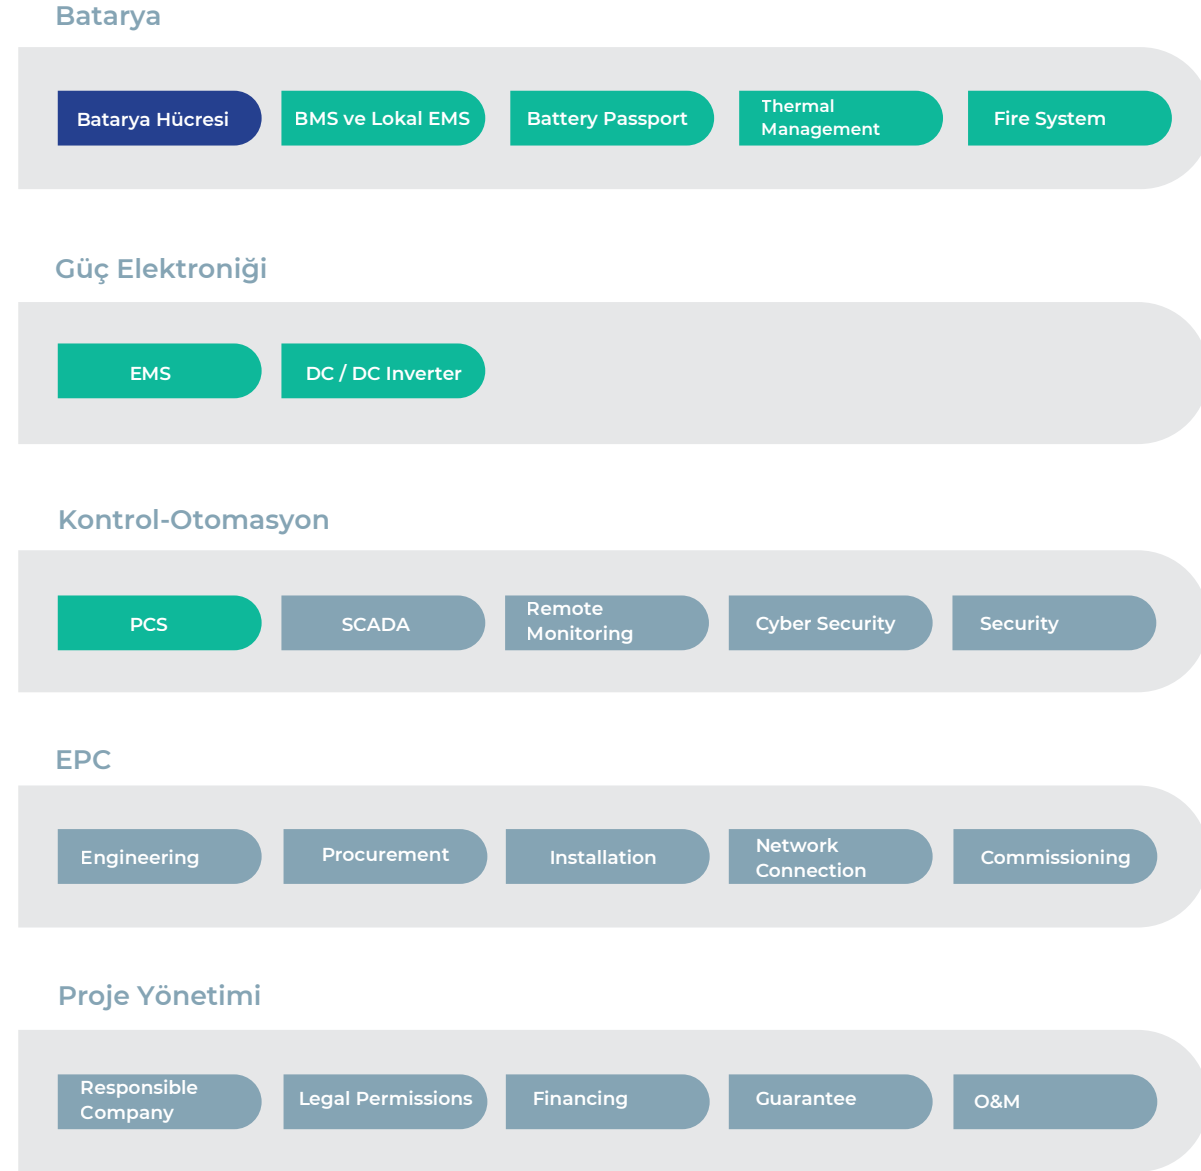 Batarya
Batarya Hücresi
BMS ve Lokal EMS
Battery Passport
Thermal
Management
Fire System
Güç Elektroniği
EMS
DC / DC Inverter
Kontrol-Otomasyon
PCS
SCADA
Remote
Monitoring
Cyber Security
Security
EPC
Engineering
Procurement
Installation
Network
Connection
Commissioning
Proje Yönetimi
Responsible
Company
Legal Permissions
Financing
Guarantee
O&M